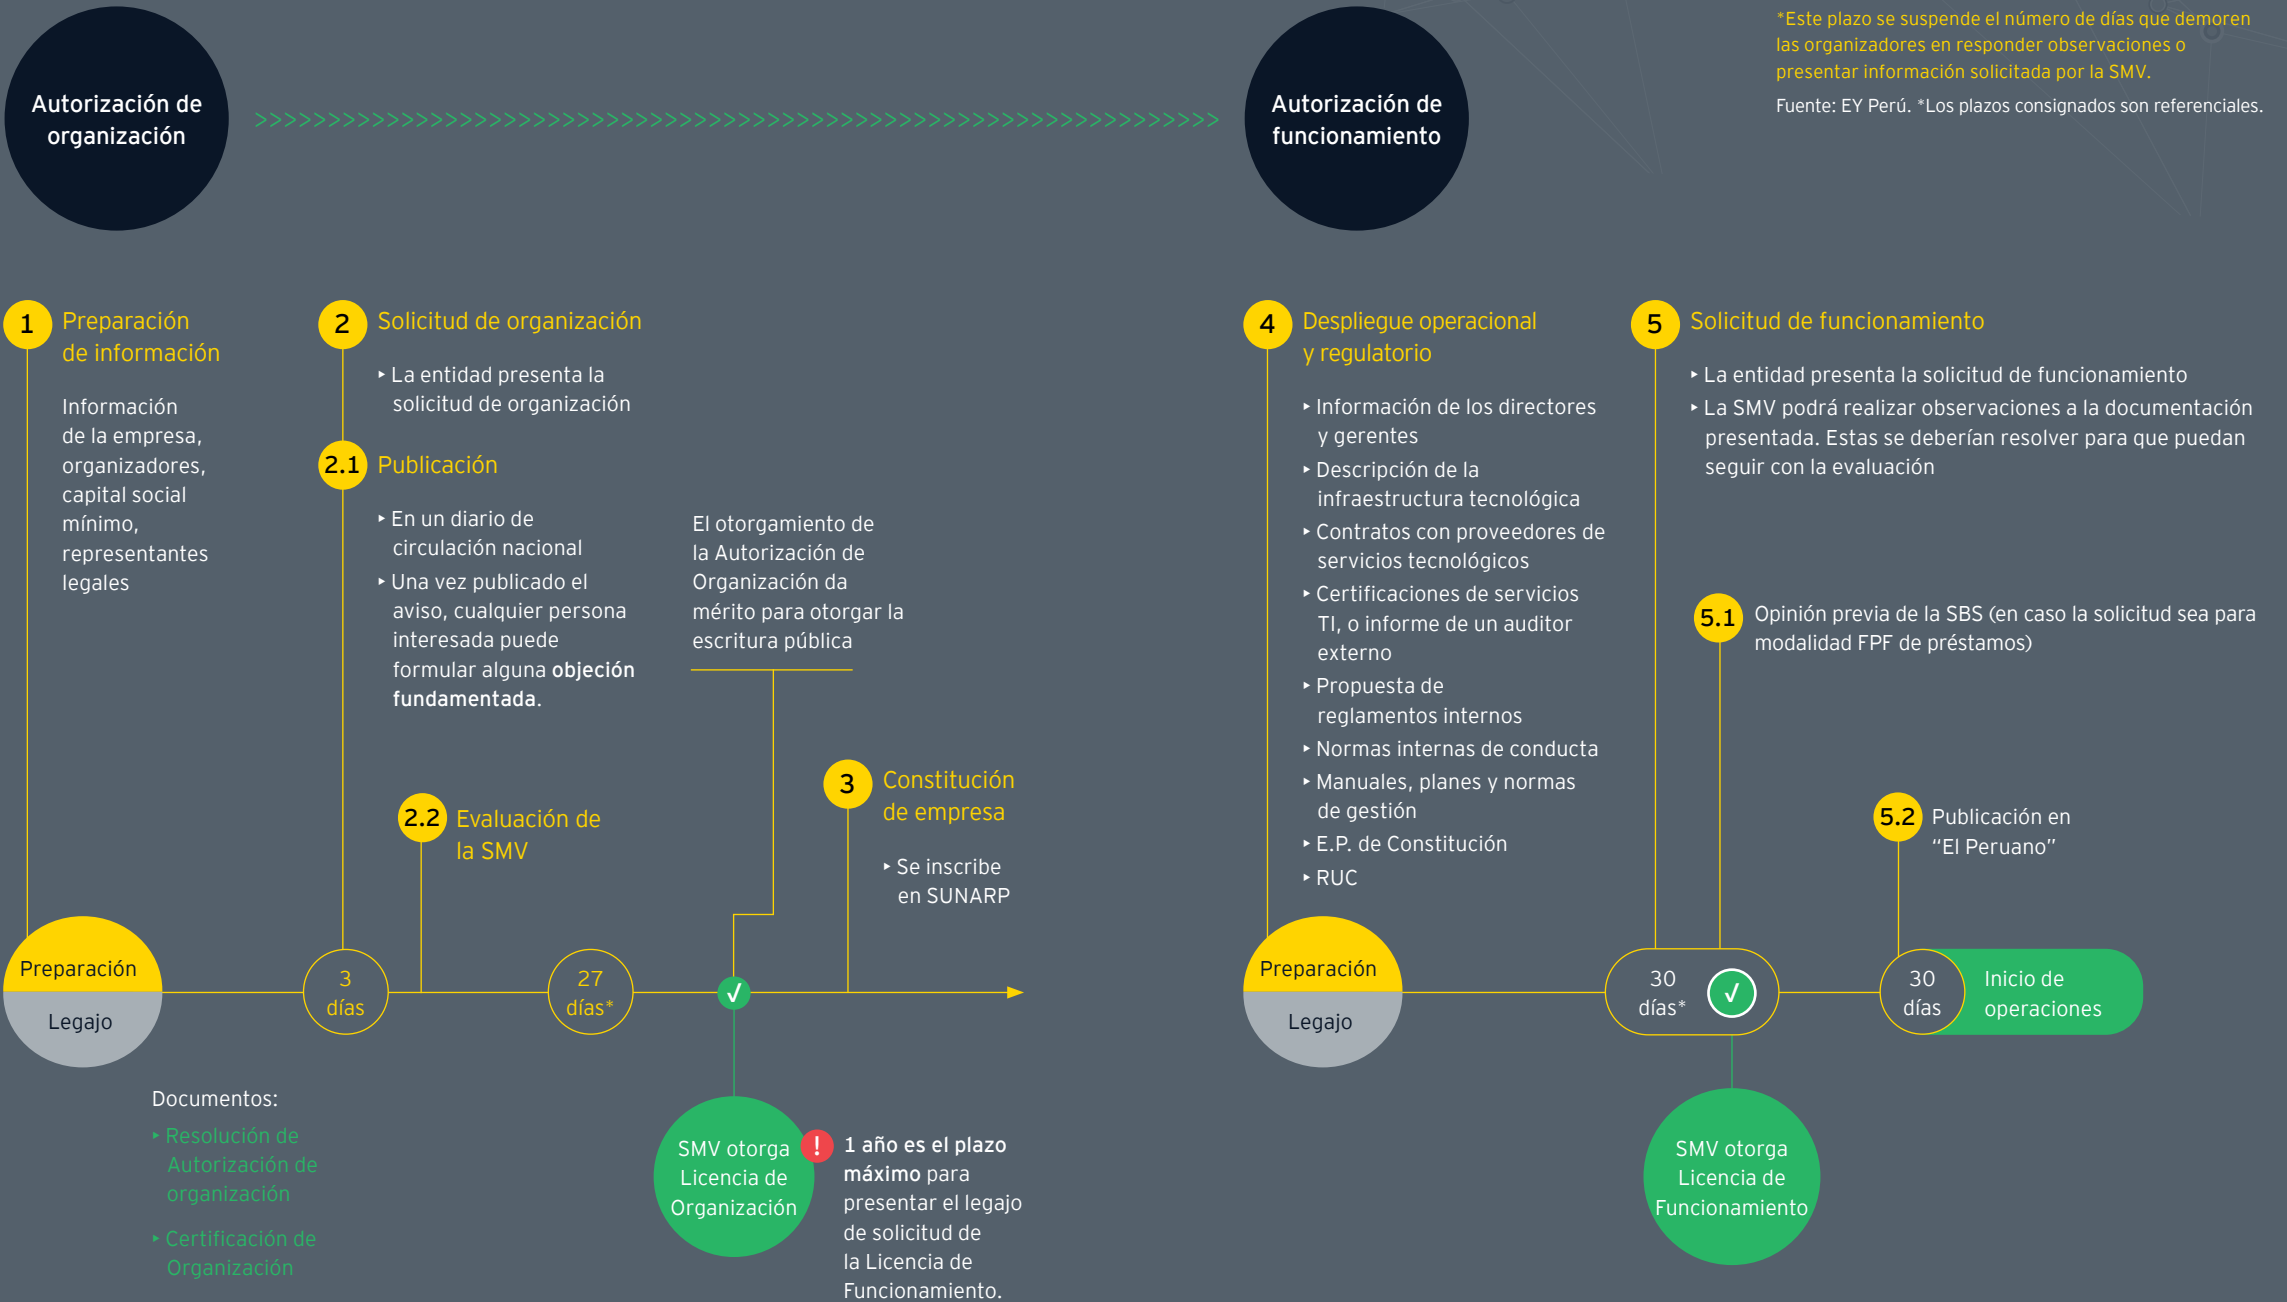 Autorización de
organización
>>>>>>>>>>>>>>>>>>>>>>>>>>>>>>>>>>>>>>>>>>>>>>>>>>>>>>>>>>>>>>>>>>
Autorización de
funcionamiento
*Este plazo se suspende el número de días que demoren
las organizadores en responder observaciones o
presentar información solicitada por la SMV.
Fuente: EY Perú. *Los plazos consignados son referenciales.
1
Preparación
de información
Información
de la empresa,
organizadores,
capital social
mínimo,
representantes
legales
2
Solicitud de organización
‣ La entidad presenta la
solicitud de organización
2.1
Publicación
‣ En un diario de
circulación nacional
‣ Una vez publicado el
aviso, cualquier persona
interesada puede
formular alguna objeción
fundamentada.
2.2
Evaluación de
la SMV
El otorgamiento de
la Autorización de
Organización da
mérito para otorgar la
escritura pública
3
Constitución
de empresa
‣ Se inscribe
en SUNARP
Preparación
Legajo
3
días
27
días*
√
Documentos:
‣ Resolución de
Autorización de
organización
‣ Certificación de
Organización
SMV otorga
Licencia de
Organización
!
1 año es el plazo
máximo para
presentar el legajo
de solicitud de
la Licencia de
Funcionamiento.
4
Despliegue operacional
y regulatorio
‣ Información de los directores
y gerentes
‣ Descripción de la
infraestructura tecnológica
‣ Contratos con proveedores de
servicios tecnológicos
‣ Certificaciones de servicios
TI, o informe de un auditor
externo
‣ Propuesta de
reglamentos internos
‣ Normas internas de conducta
‣ Manuales, planes y normas
de gestión
‣ E.P. de Constitución
‣ RUC
5
Solicitud de funcionamiento
‣ La entidad presenta la solicitud de funcionamiento
‣ La SMV podrá realizar observaciones a la documentación
presentada. Estas se deberían resolver para que puedan
seguir con la evaluación
5.1
Opinión previa de la SBS (en caso la solicitud sea para
modalidad FPF de préstamos)
5.2
Publicación en
“El Peruano”
Preparación
Legajo
30
días*
√
30
días
Inicio de
operaciones
SMV otorga
Licencia de
Funcionamiento